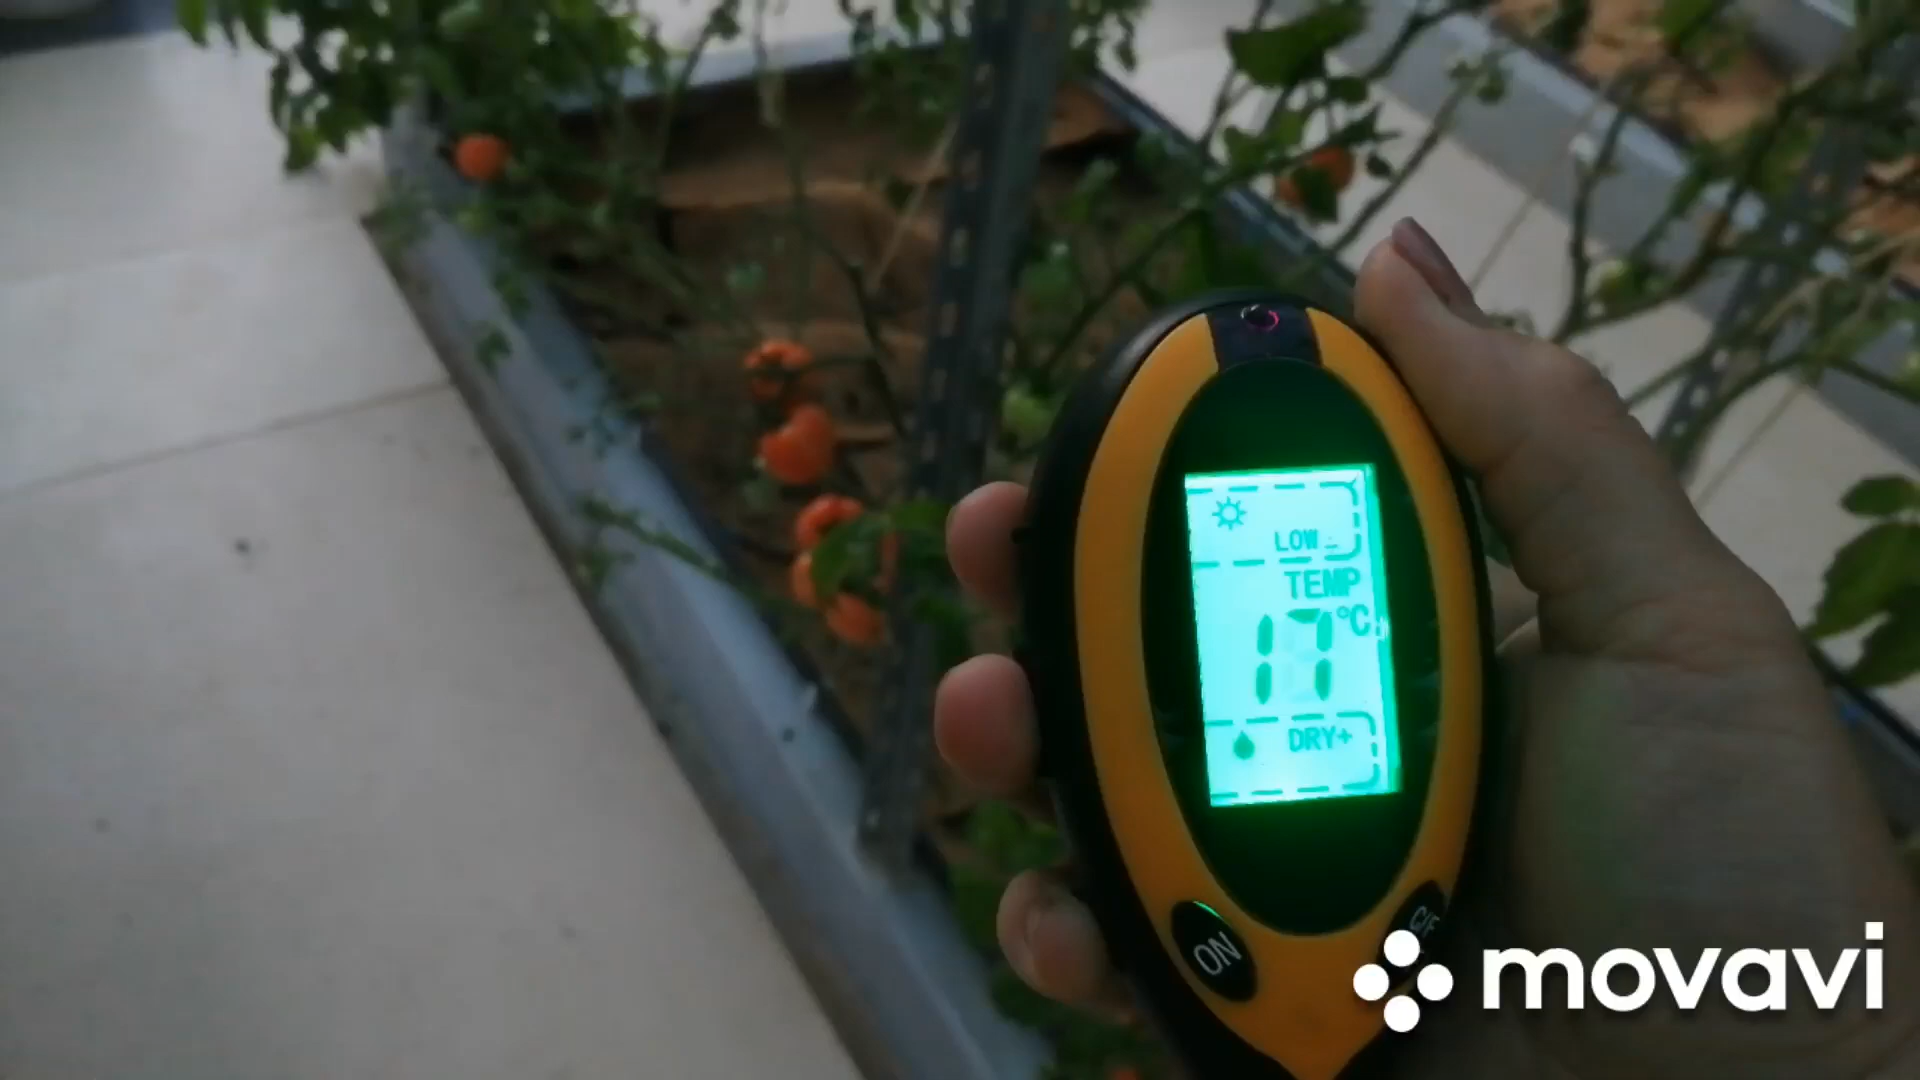 LOW-
TEMP
17°C
DRY+
ON
C/F
movavi